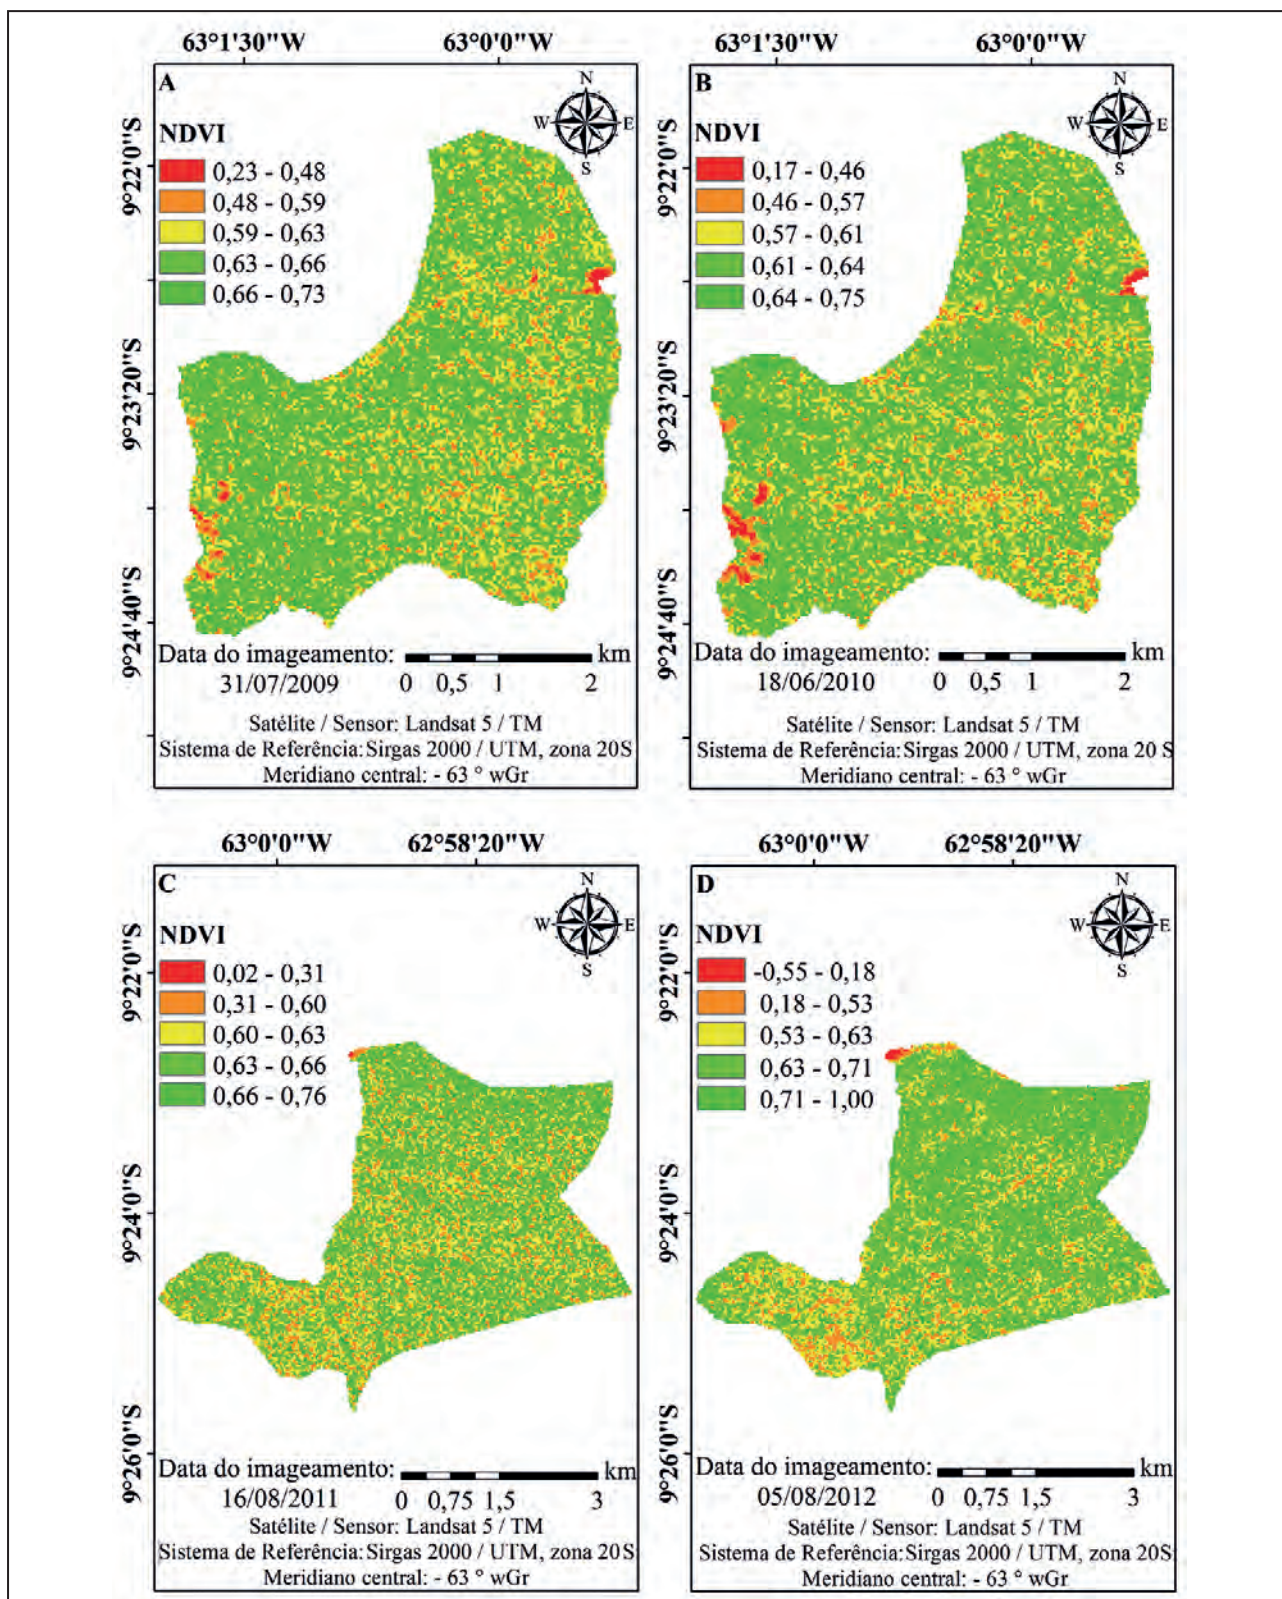 63°1'30"W 63°0'0"W
A
N
W E
S
NDVI
0,23 - 0,48
0,48 - 0,59
0,59 - 0,63
0,63 - 0,66
0,66 - 0,73
9°22'0"S
9°23'20"S
9°24'40"S
Data do imageamento:
31/07/2009
km
0 0,5 1 2
Satélite / Sensor: Landsat 5 / TM
Sistema de Referência: Sirgas 2000 / UTM, zona 20S
Meridiano central: - 63 ° wGr
63°1'30"W 63°0'0"W
B
N
W E
S
NDVI
0,17 - 0,46
0,46 - 0,57
0,57 - 0,61
0,61 - 0,64
0,64 - 0,75
9°22'0"S
9°23'20"S
9°24'40"S
Data do imageamento:
18/06/2010
km
0 0,5 1 2
Satélite / Sensor: Landsat 5 / TM
Sistema de Referência: Sirgas 2000 / UTM, zona 20 S
Meridiano central: - 63 ° wGr
63°0'0"W 62°58'20"W
C
N
W E
S
NDVI
0,02 - 0,31
0,31 - 0,60
0,60 - 0,63
0,63 - 0,66
0,66 - 0,76
9°22'0"S
9°24'0"S
9°26'0"S
Data do imageamento:
16/08/2011
km
0 0,75 1,5 3
Satélite / Sensor: Landsat 5 / TM
Sistema de Referência: Sirgas 2000 / UTM, zona 20S
Meridiano central: - 63 ° wGr
63°0'0"W 62°58'20"W
D
N
W E
S
NDVI
-0,55 - 0,18
0,18 - 0,53
0,53 - 0,63
0,63 - 0,71
0,71 - 1,00
9°22'0"S
9°24'0"S
9°26'0"S
Data do imageamento:
05/08/2012
km
0 0,75 1,5 3
Satélite / Sensor: Landsat 5 / TM
Sistema de Referência: Sirgas 2000 / UTM, zona 20S
Meridiano central: - 63 ° wGr